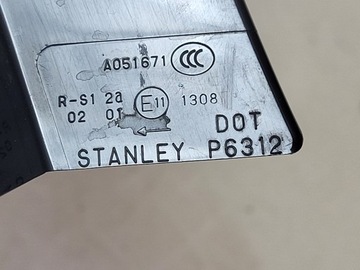 A051671 CCC
R-S1 2a E11 1308
02 01
DOT
STANLEY P6312